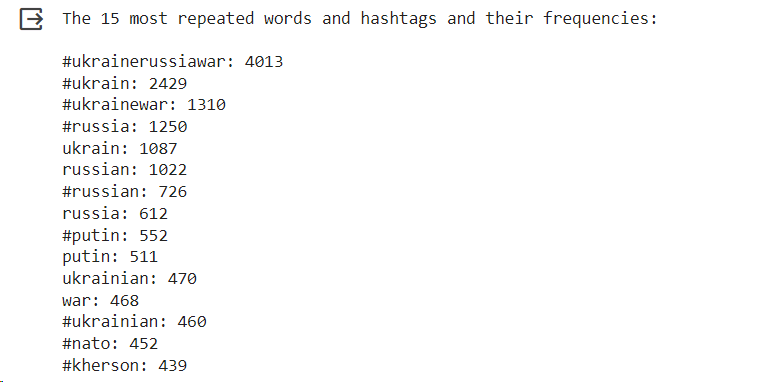 The 15 most repeated words and hashtags and their frequencies:
#ukrainerussiawar: 4013
#ukrain: 2429
#ukrainewar: 1310
#russia: 1250
ukrain: 1087
russian: 1022
#russian: 726
russia: 612
#putin: 552
putin: 511
ukrainian: 470
war: 468
#ukrainian: 460
#nato: 452
#kherson: 439